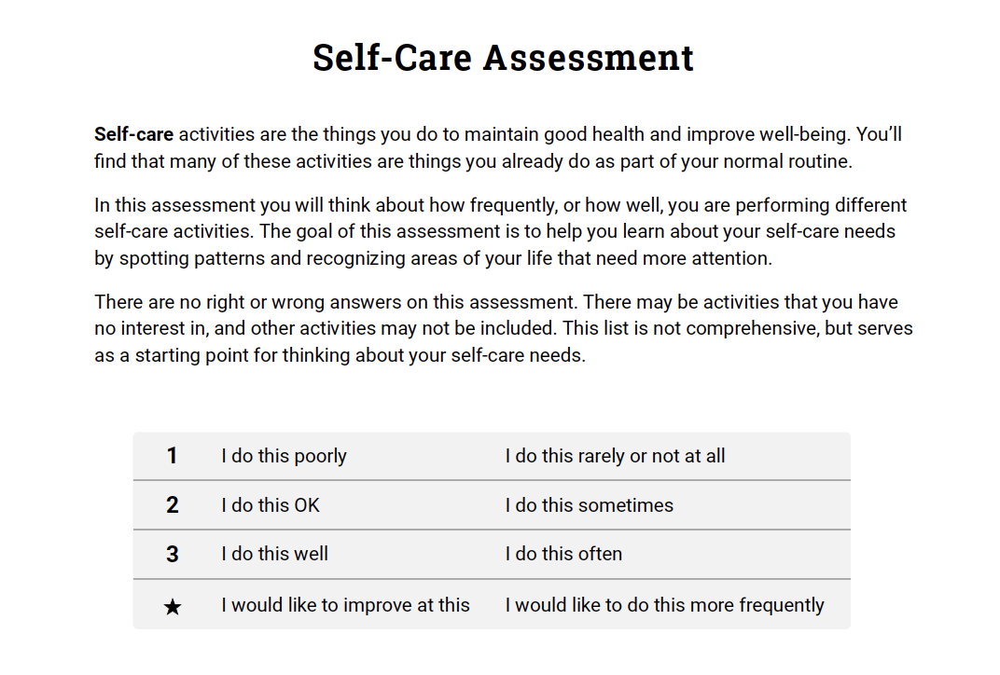 Self-Care Assessment
Self-care activities are the things you do to maintain good health and improve well-being. You’ll
find that many of these activities are things you already do as part of your normal routine.
In this assessment you will think about how frequently, or how well, you are performing different
self-care activities. The goal of this assessment is to help you learn about your self-care needs
by spotting patterns and recognizing areas of your life that need more attention.
There are no right or wrong answers on this assessment. There may be activities that you have
no interest in, and other activities may not be included. This list is not comprehensive, but serves
as a starting point for thinking about your self-care needs.
1 I do this poorly I do this rarely or not at all
2 I do this OK I do this sometimes
3 I do this well I do this often
★ I would like to improve at this I would like to do this more frequently